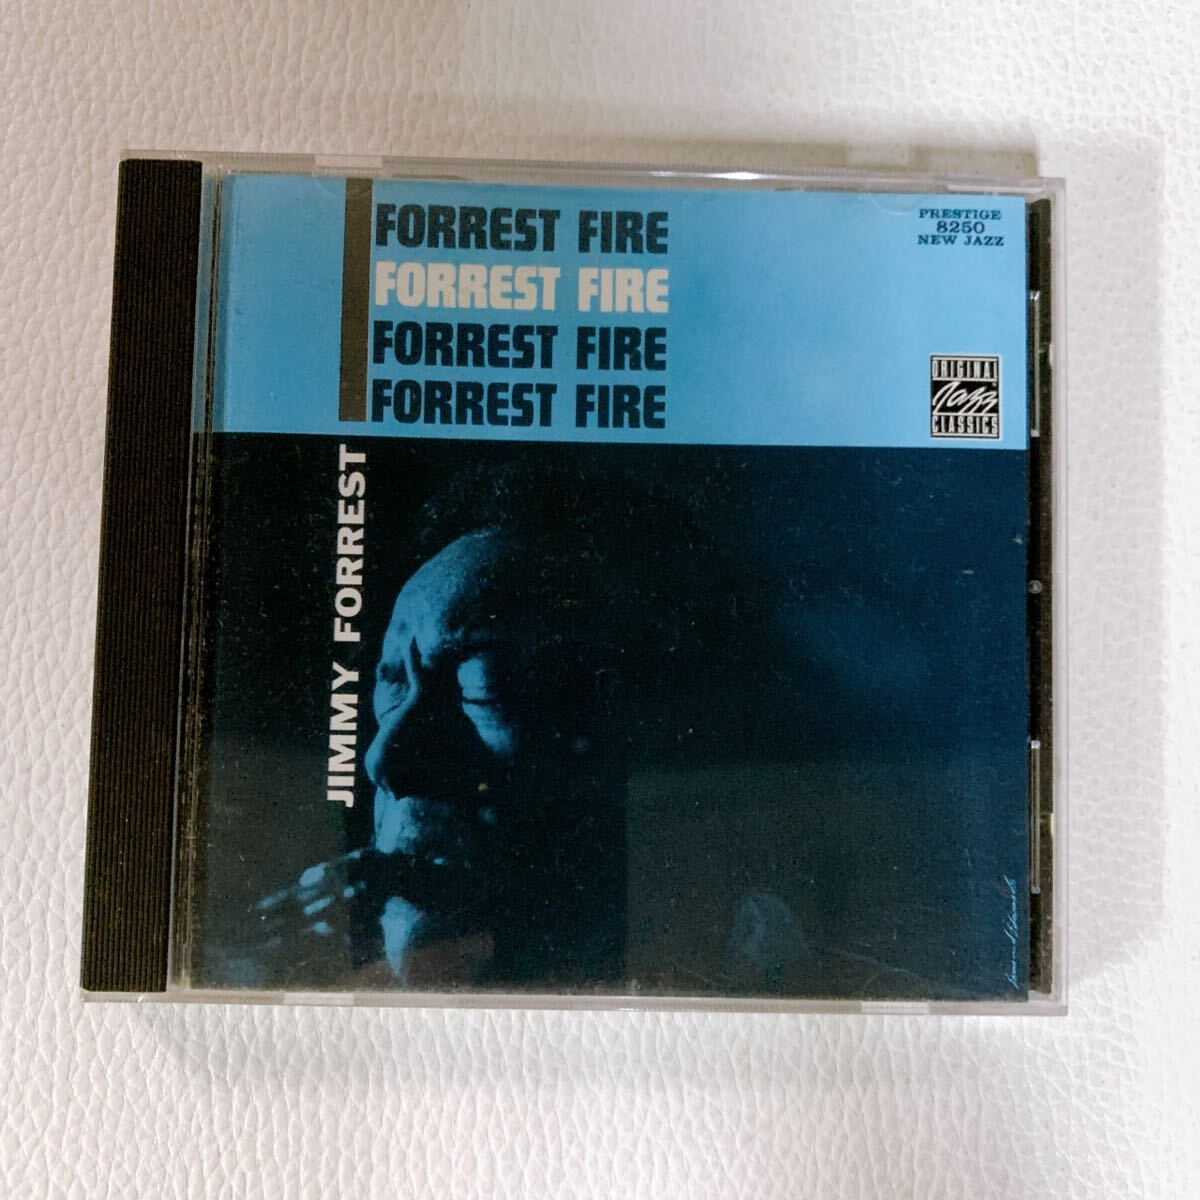 FORREST FIRE
FORREST FIRE
FORREST FIRE
FORREST FIRE
PRESTIGE
8250
NEW JAZZ
ORIGINAL
Jazz
CLASSICS
JIMMY FORREST